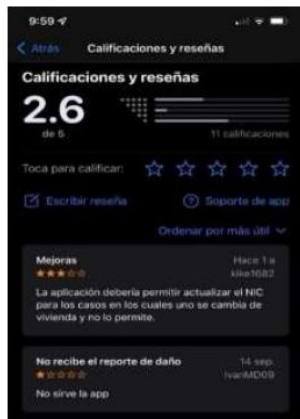 9:59
Atrás Calificaciones y reseñas
Calificaciones y reseñas
2.6
de 5
11 calificaciones
Toca para calificar:
Escribir reseña
Soporte de app
Ordenar por más útil
Mejoras
Hace 1 a
kike1682
La aplicación debería permitir actualizar el NIC
para los casos en los cuales uno se cambia de
vivienda y no lo permite.
No recibe el reporte de daño
14 sep.
IvanMD09
No sirve la app